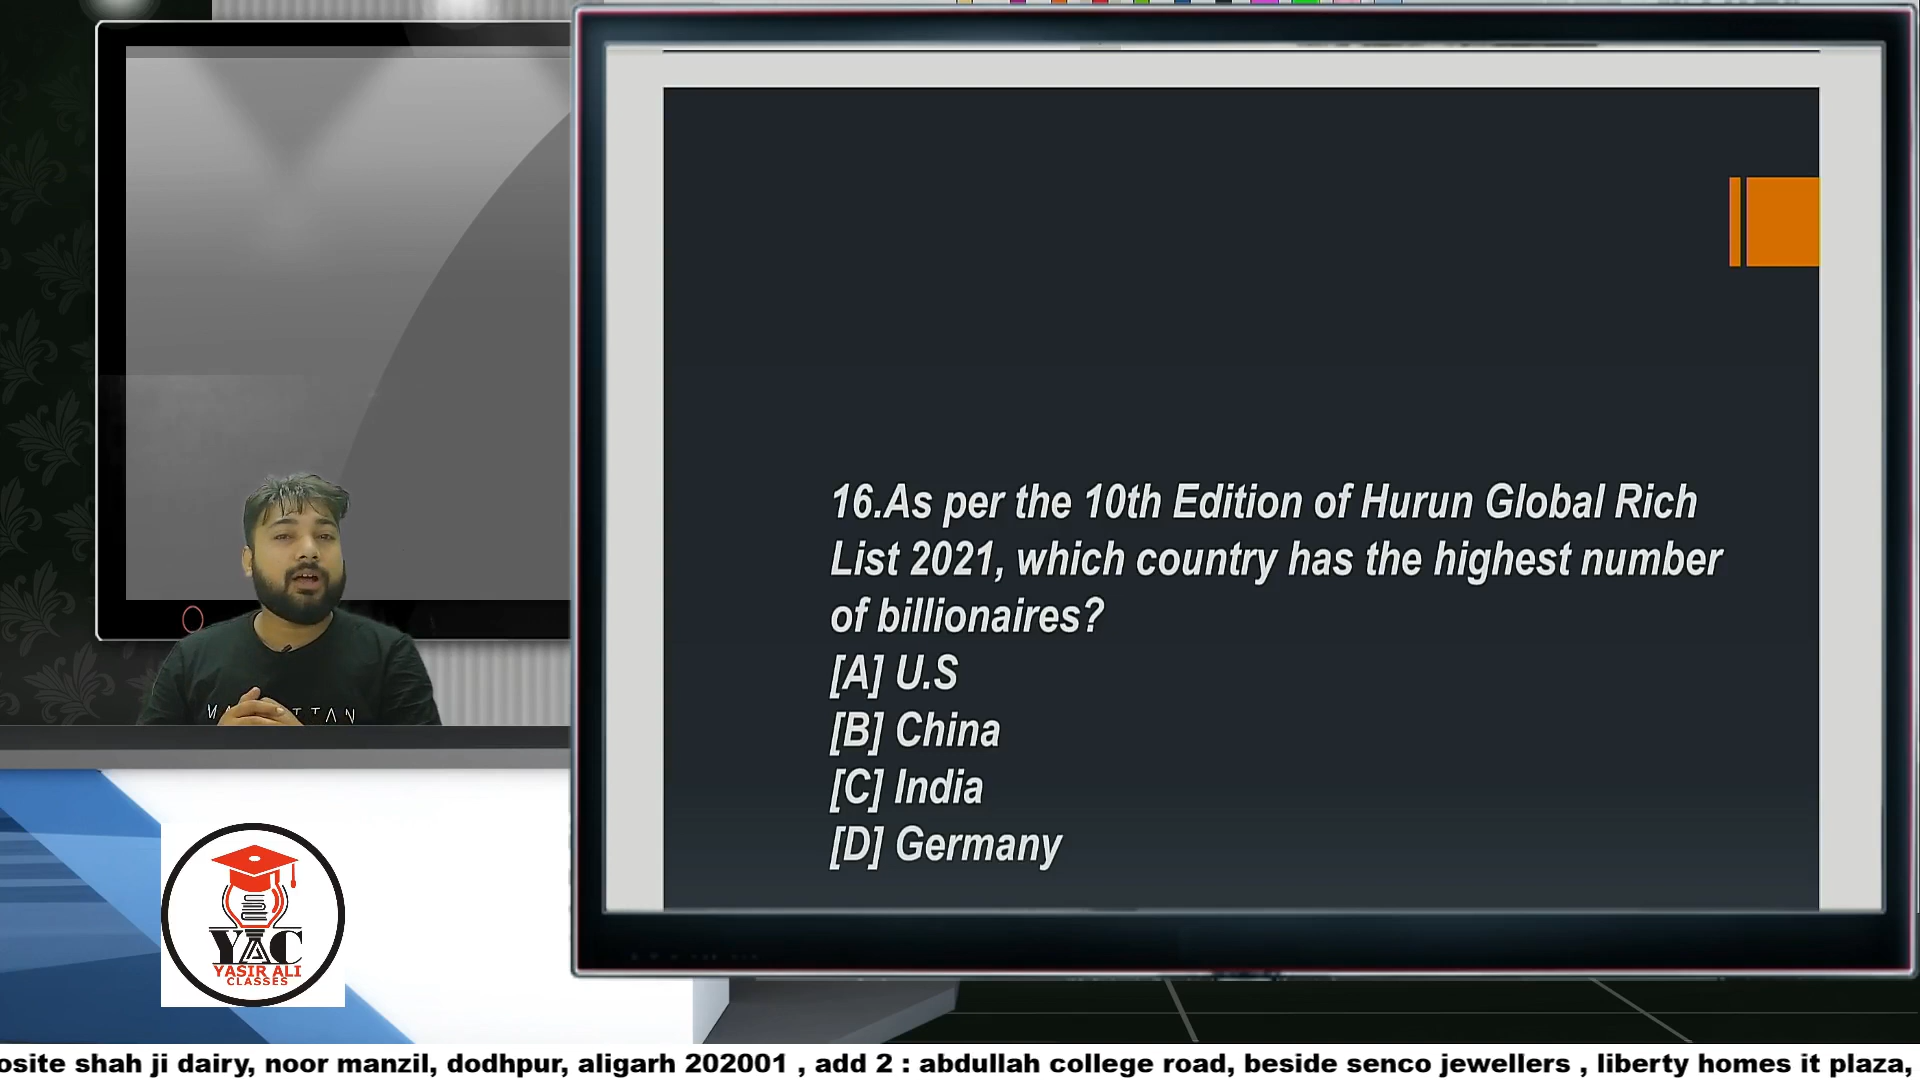 16.As per the 10th Edition of Hurun Global Rich
List 2021, which country has the highest number
of billionaires?
[A] U.S
[B] China
[C] India
[D] Germany
YAC
YASIR ALI
CLASSES
shah ji dairy, noor manzil, dodhpur, aligarh 202001 , add 2 : abdullah college road, beside senco jewellers , liberty homes it plaza,